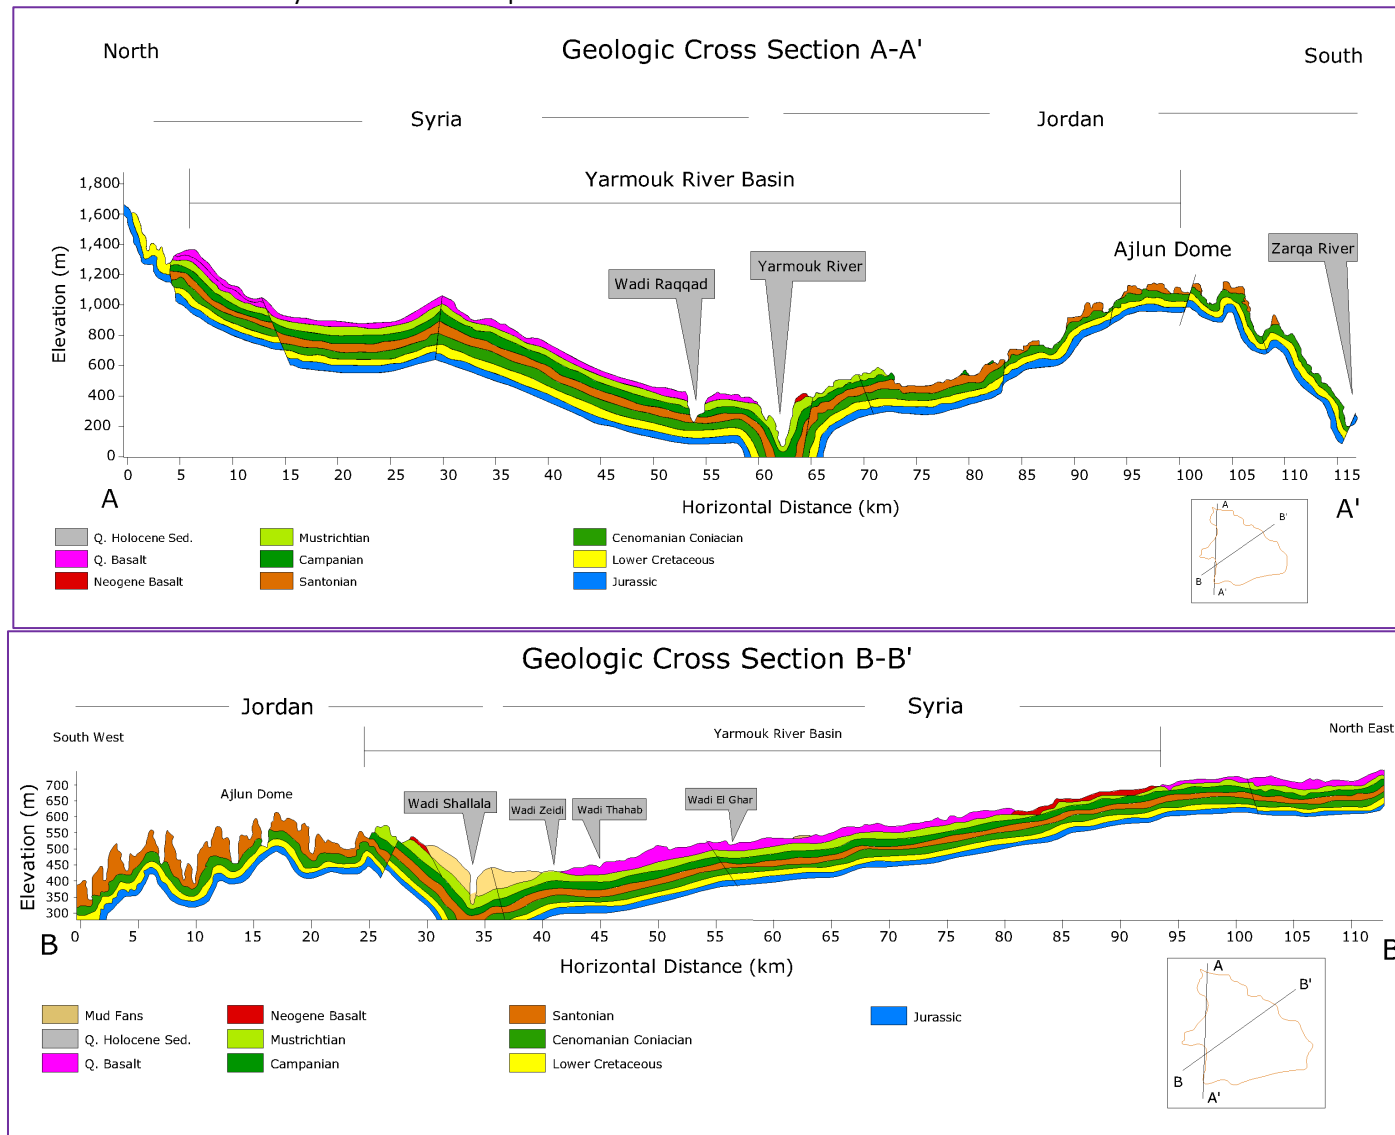 Geologic Cross Section A-A'
North
South
Syria
Jordan
Yarmouk River Basin
Ajlun Dome
Zarqa River
Yarmouk River
Wadi Raqqad
Elevation (m)
1,800
1,600
1,400
1,200
1,000
800
600
400
200
0
0 5 10 15 20 25 30 35 40 45 50 55 60 65 70 75 80 85 90 95 100 105 110 115
A
A'
Horizontal Distance (km)
Q. Holocene Sed.
Q. Basalt
Neogene Basalt
Mustrichtian
Campanian
Santonian
Cenomanian Coniacian
Lower Cretaceous
Jurassic
A
B'
B
A'
Geologic Cross Section B-B'
Jordan
Syria
South West
Yarmouk River Basin
North East
Ajlun Dome
Wadi Shallala
Wadi Zeidi
Wadi Thahab
Wadi El Ghar
Elevation (m)
700
650
600
550
500
450
400
350
300
0 5 10 15 20 25 30 35 40 45 50 55 60 65 70 75 80 85 90 95 100 105 110
B
B
Horizontal Distance (km)
Mud Fans
Q. Holocene Sed.
Q. Basalt
Neogene Basalt
Mustrichtian
Campanian
Santonian
Cenomanian Coniacian
Lower Cretaceous
Jurassic
A
B'
B
A'